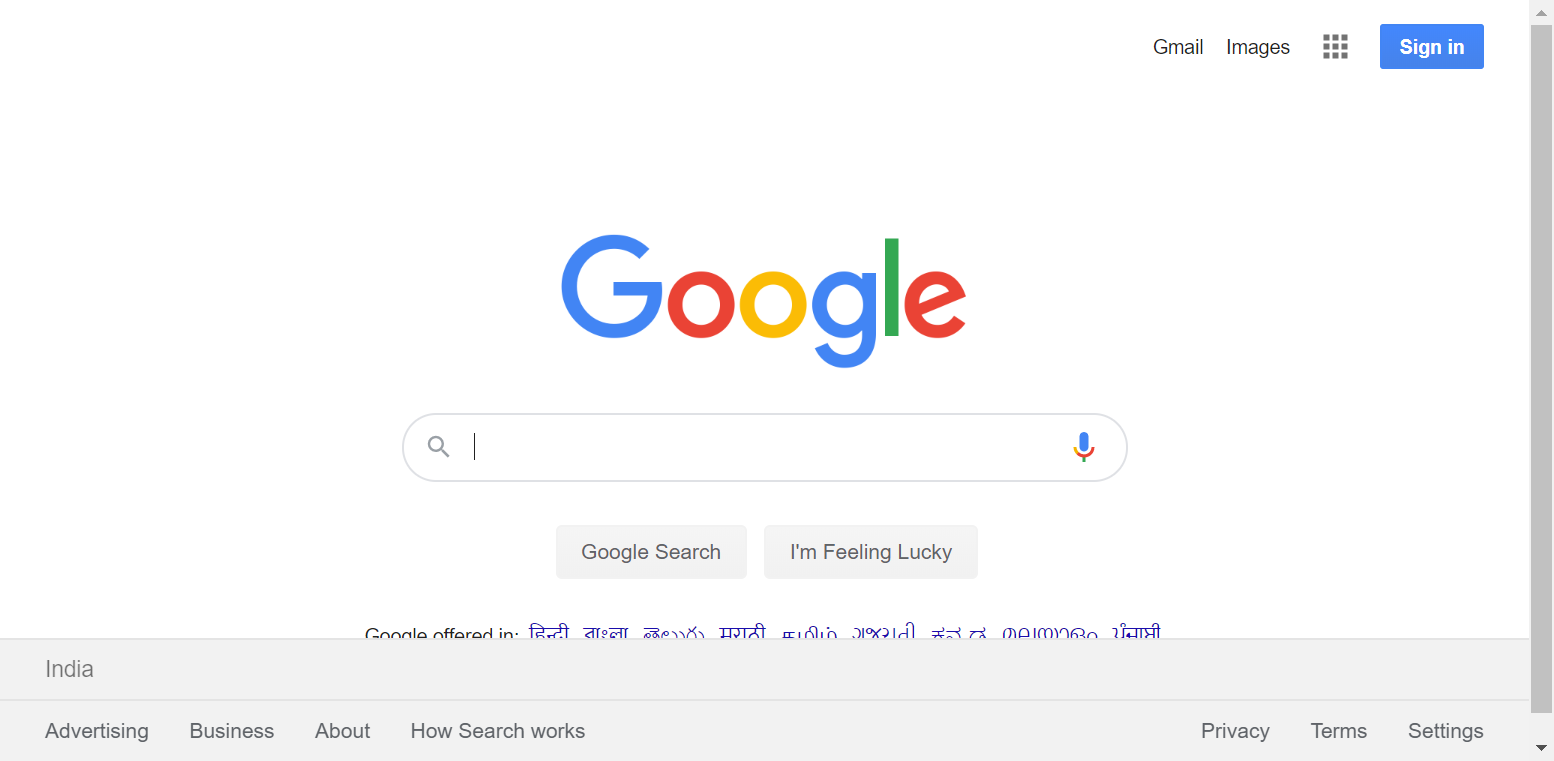 Gmail Images Sign in
Google
Google Search I'm Feeling Lucky
Google offered in: हिन्दी বাংলা తెలుగు मराठी தமிழ் ગુજરાતી ಕನ್ನಡ മലയാളം ਪੰਜਾਬੀ
India
Advertising Business About How Search works Privacy Terms Settings